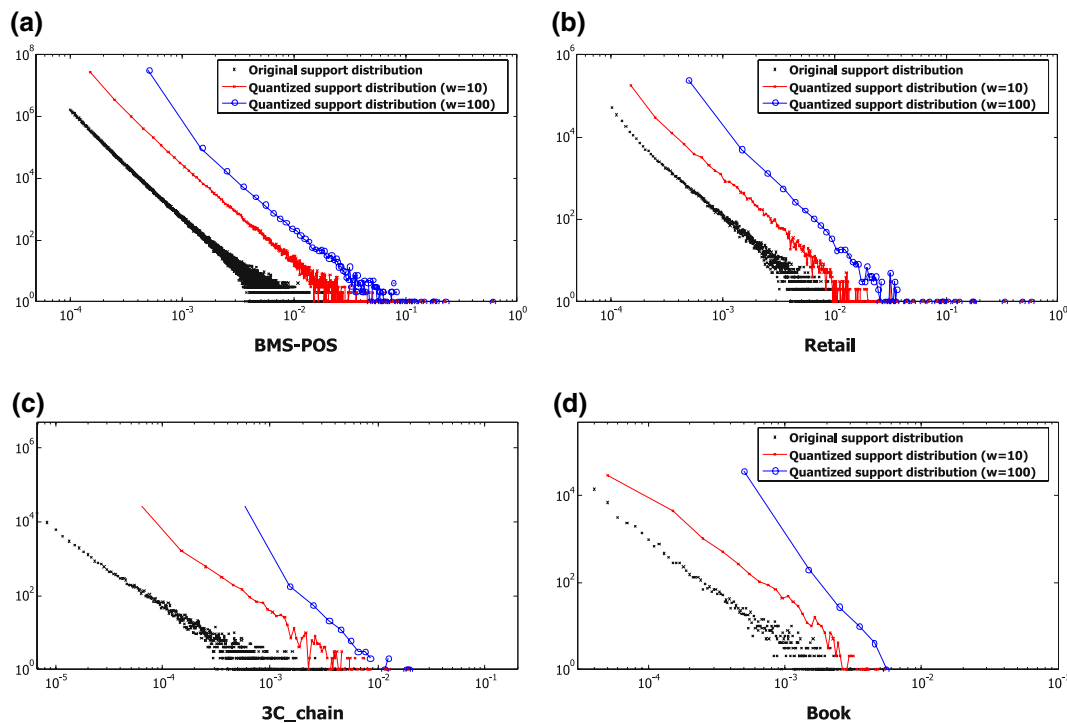 (a)
10^8
10^6
10^4
10^2
10^0
10^-4
10^-3
10^-2
10^-1
10^0
Original support distribution
Quantized support distribution (w=10)
Quantized support distribution (w=100)
BMS-POS
(b)
10^6
10^4
10^2
10^0
10^-4
10^-3
10^-2
10^-1
10^0
Original support distribution
Quantized support distribution (w=10)
Quantized support distribution (w=100)
Retail
(c)
10^6
10^4
10^2
10^0
10^-5
10^-4
10^-3
10^-2
10^-1
3C_chain
(d)
10^4
10^2
10^0
10^-4
10^-3
10^-2
10^-1
Original support distribution
Quantized support distribution (w=10)
Quantized support distribution (w=100)
Book